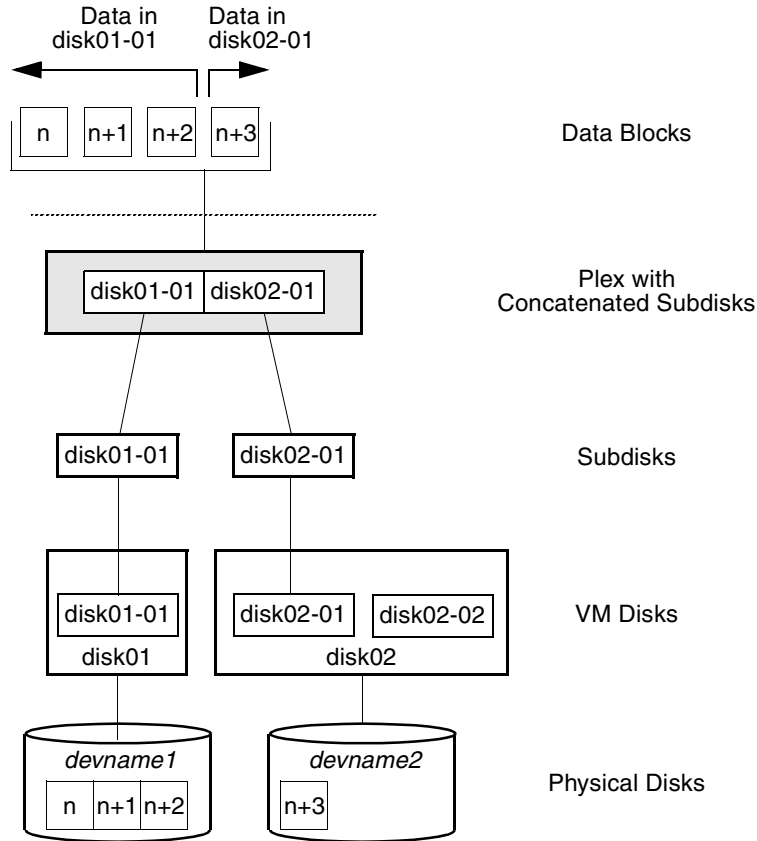 Data in
disk01-01
Data in
disk02-01
n
n+1
n+2
n+3
Data Blocks
disk01-01
disk02-01
Plex with
Concatenated Subdisks
disk01-01
disk02-01
Subdisks
disk01-01
disk02-01
disk02-02
VM Disks
disk01
disk02
devname1
devname2
n
n+1
n+2
n+3
Physical Disks